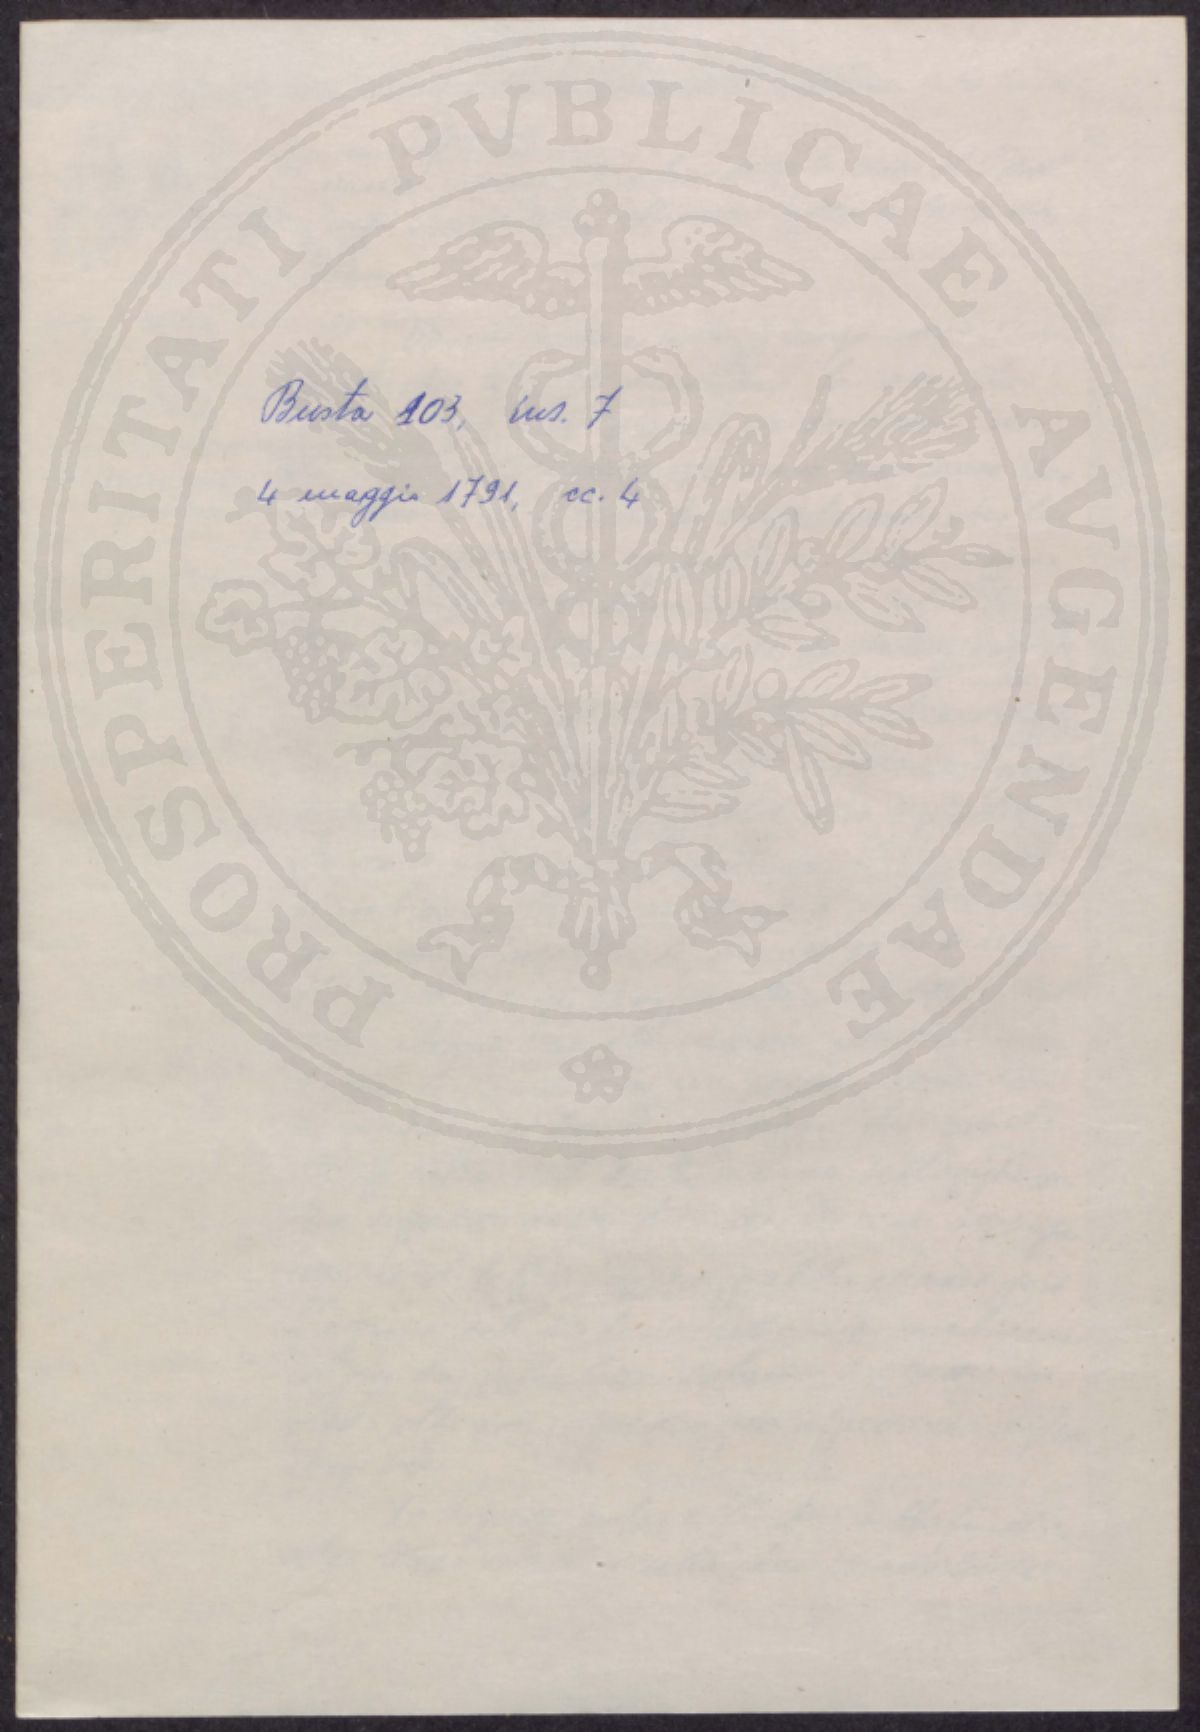 PROSPERITATI PVBLICAE AVGENDAE
Busta 103, ins. 7
4 maggio 1791, cc. 4